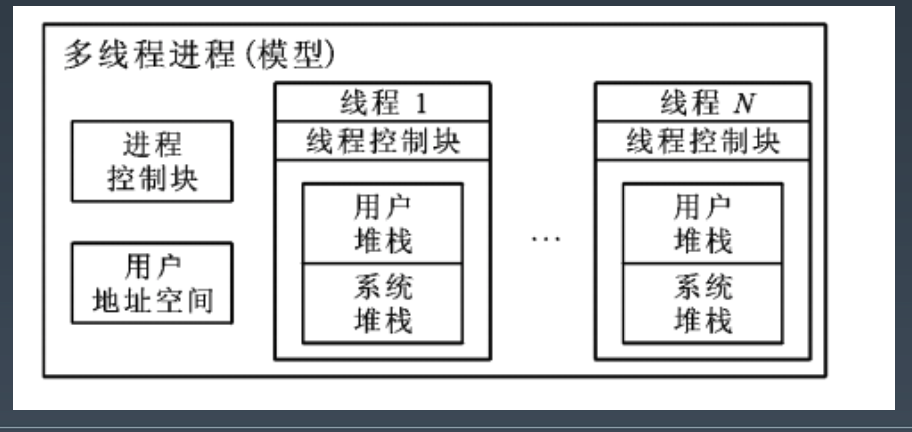 多线程进程(模型)
进程
控制块
用户
地址空间
线程 1
线程控制块
用户
堆栈
系统
堆栈
…
线程 N
线程控制块
用户
堆栈
系统
堆栈